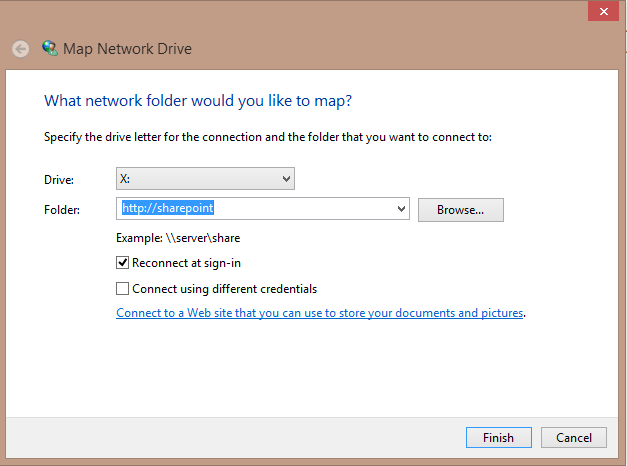 Map Network Drive
What network folder would you like to map?
Specify the drive letter for the connection and the folder that you want to connect to:
Drive: X:
Folder: http://sharepoint Browse...
Example: \\server\share
Reconnect at sign-in
Connect using different credentials
Connect to a Web site that you can use to store your documents and pictures.
Finish Cancel